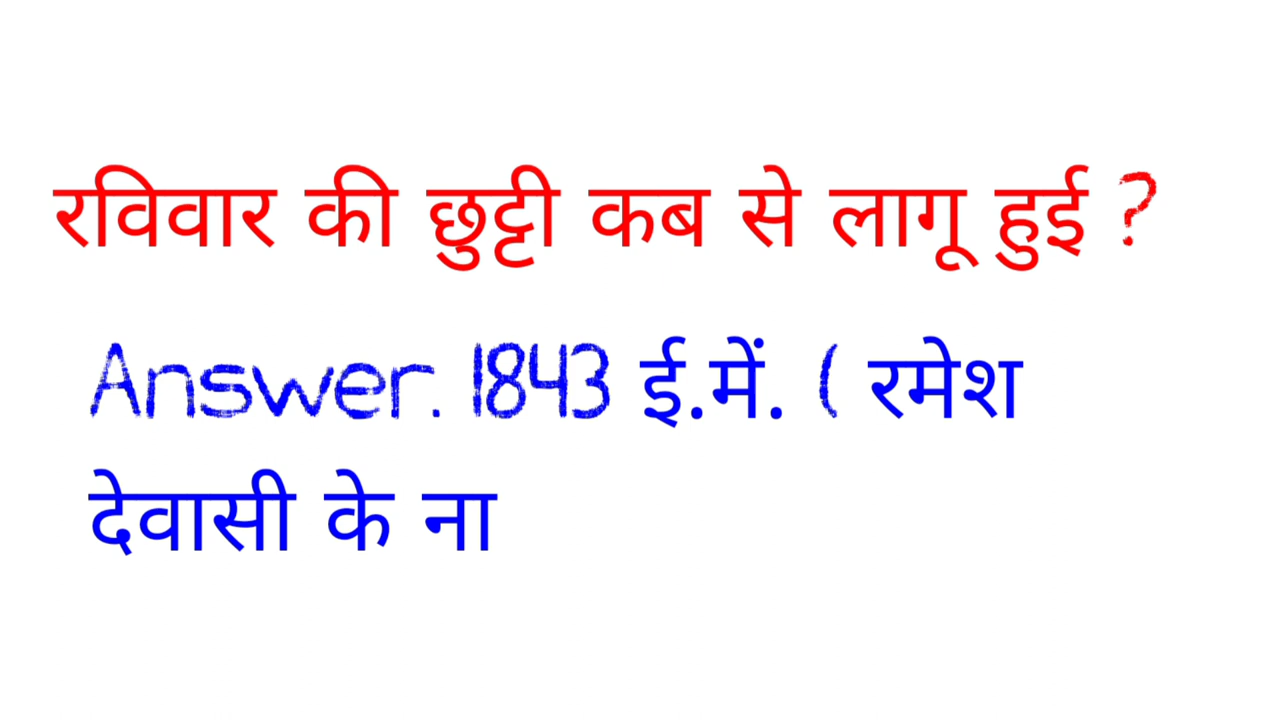 रविवार की छुट्टी कब से लागू हुई ?
Answer. 1843 ई.में. ( रमेश
देवासी के ना